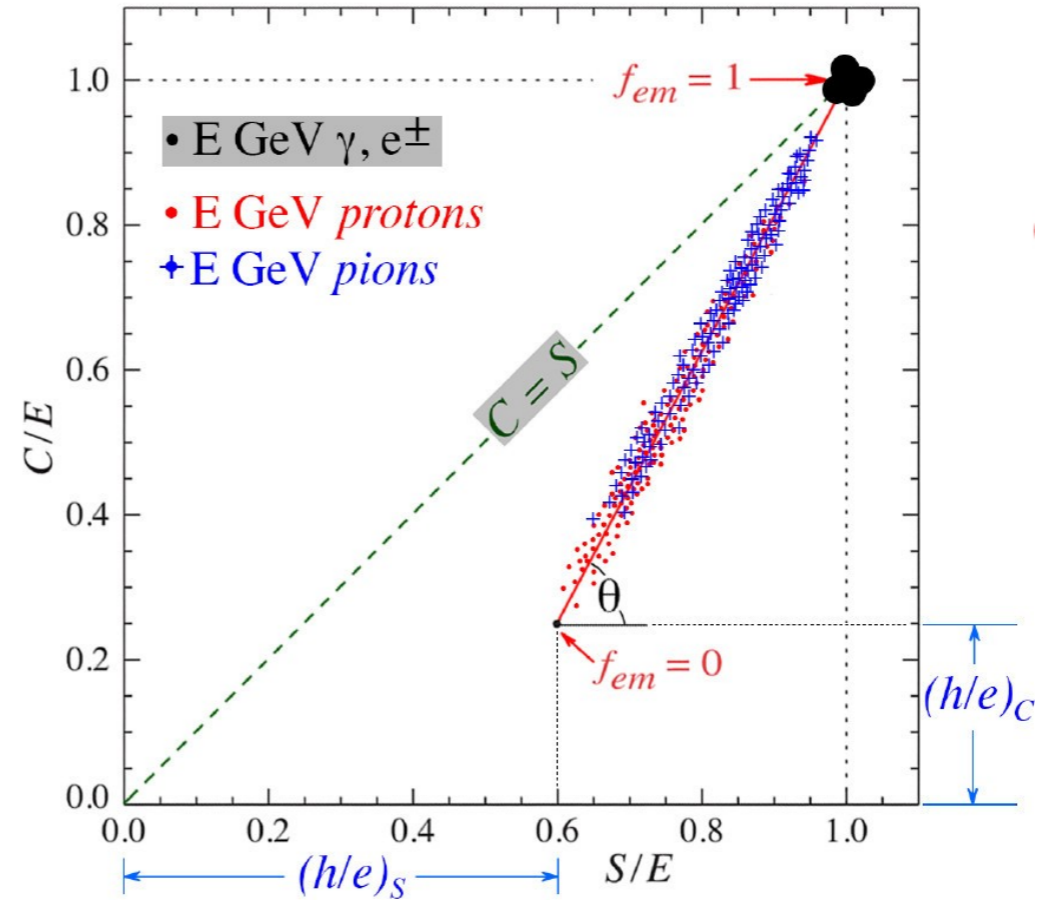 1.0
f_em = 1
• E GeV γ, e±
• E GeV protons
+ E GeV pions
0.8
0.6
C = S
C/E
0.4
θ
0.2
f_em = 0
(h/e)_C
0.0
0.0 0.2 0.4 0.6 0.8 1.0
(h/e)_S
S/E